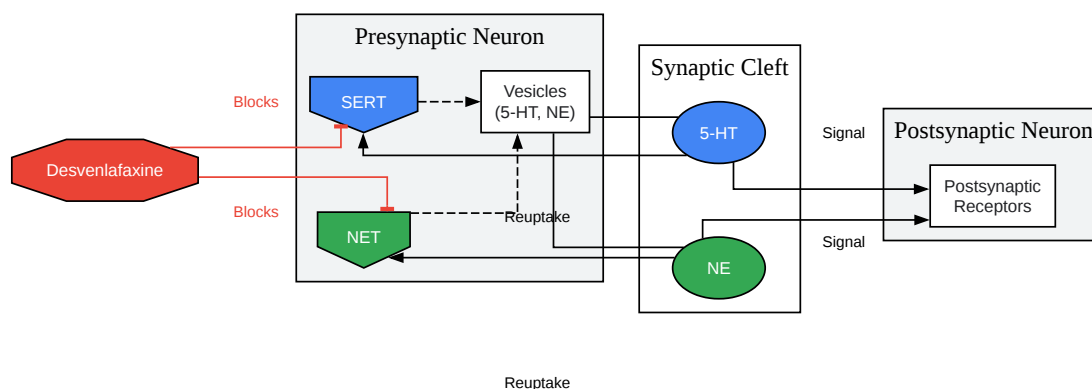 Presynaptic Neuron
Synaptic Cleft
Postsynaptic Neuron
Blocks
SERT
Vesicles
(5-HT, NE)
5-HT
Signal
Desvenlafaxine
Postsynaptic
Receptors
Blocks
NET
Reuptake
NE
Signal
Reuptake